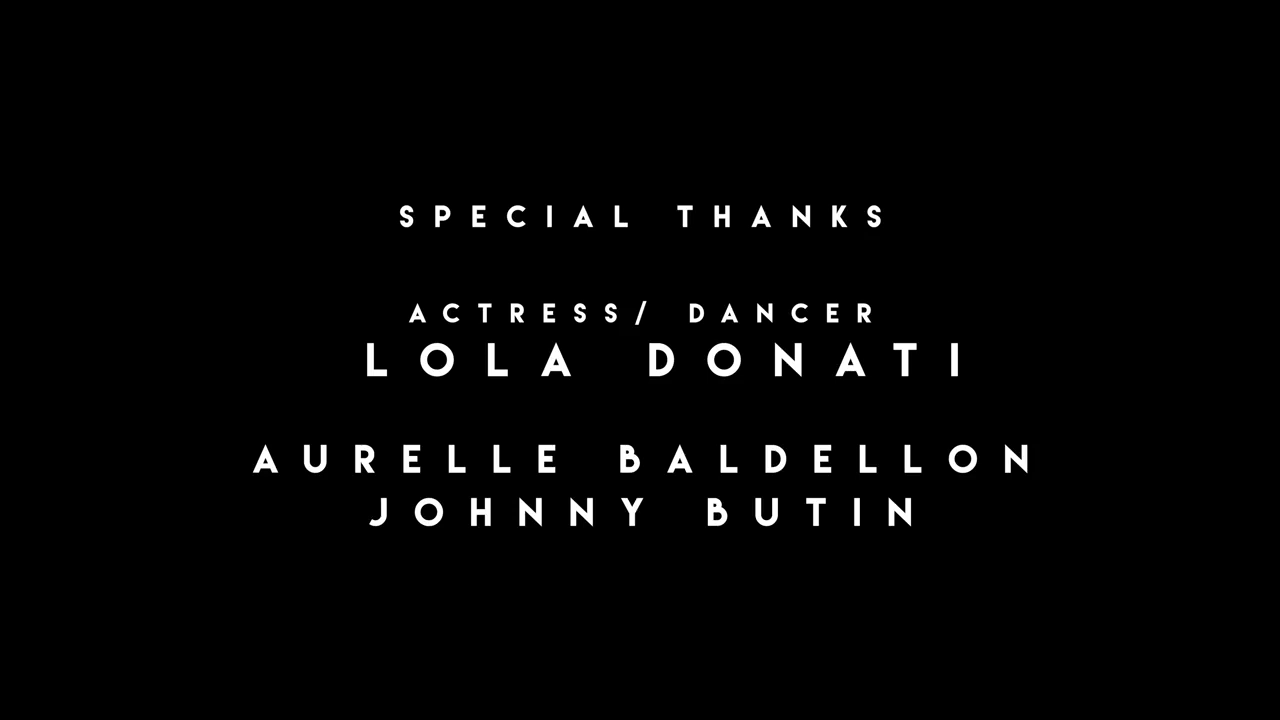 SPECIAL THANKS
ACTRESS/ DANCER
LOLA DONATI
AURELLE BALDELLON
JOHNNY BUTIN